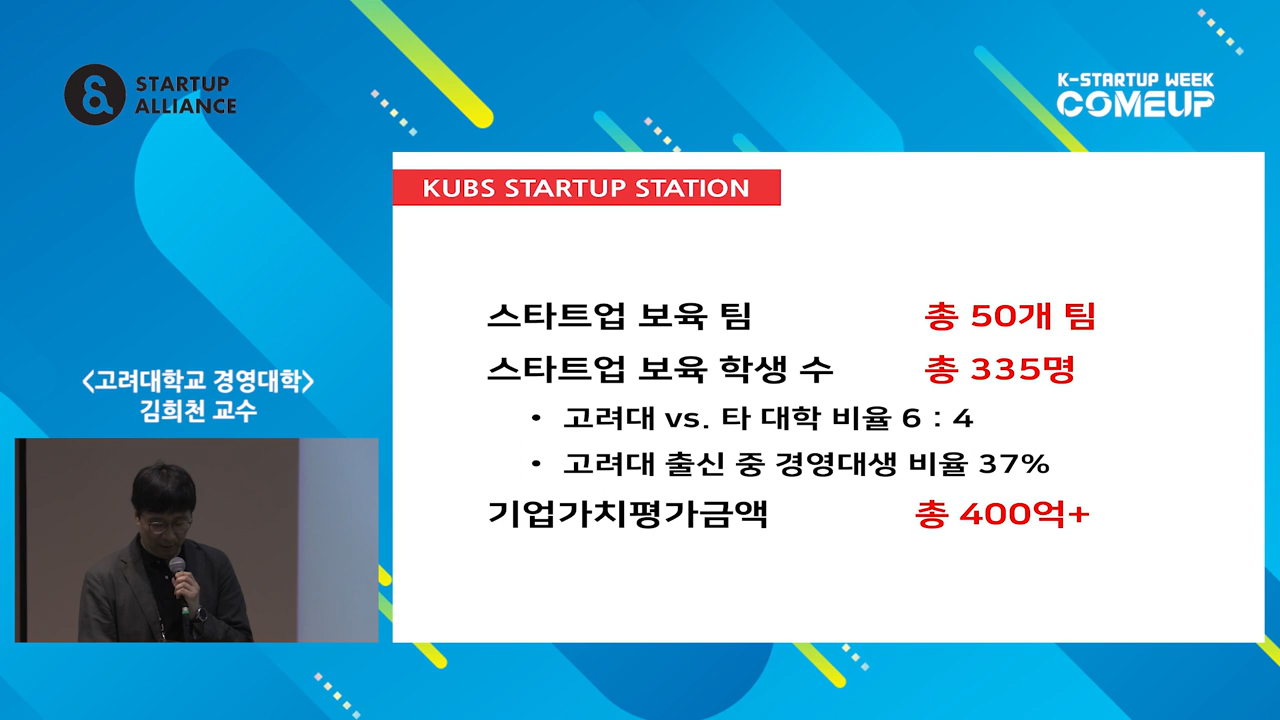 STARTUP
ALLIANCE
K-STARTUP WEEK
COMEUP
KUBS STARTUP STATION
스타트업 보육 팀 총 50개 팀
스타트업 보육 학생 수 총 335명
• 고려대 vs. 타 대학 비율 6 : 4
• 고려대 출신 중 경영대생 비율 37%
기업가치평가금액 총 400억+
<고려대학교 경영대학>
김희천 교수